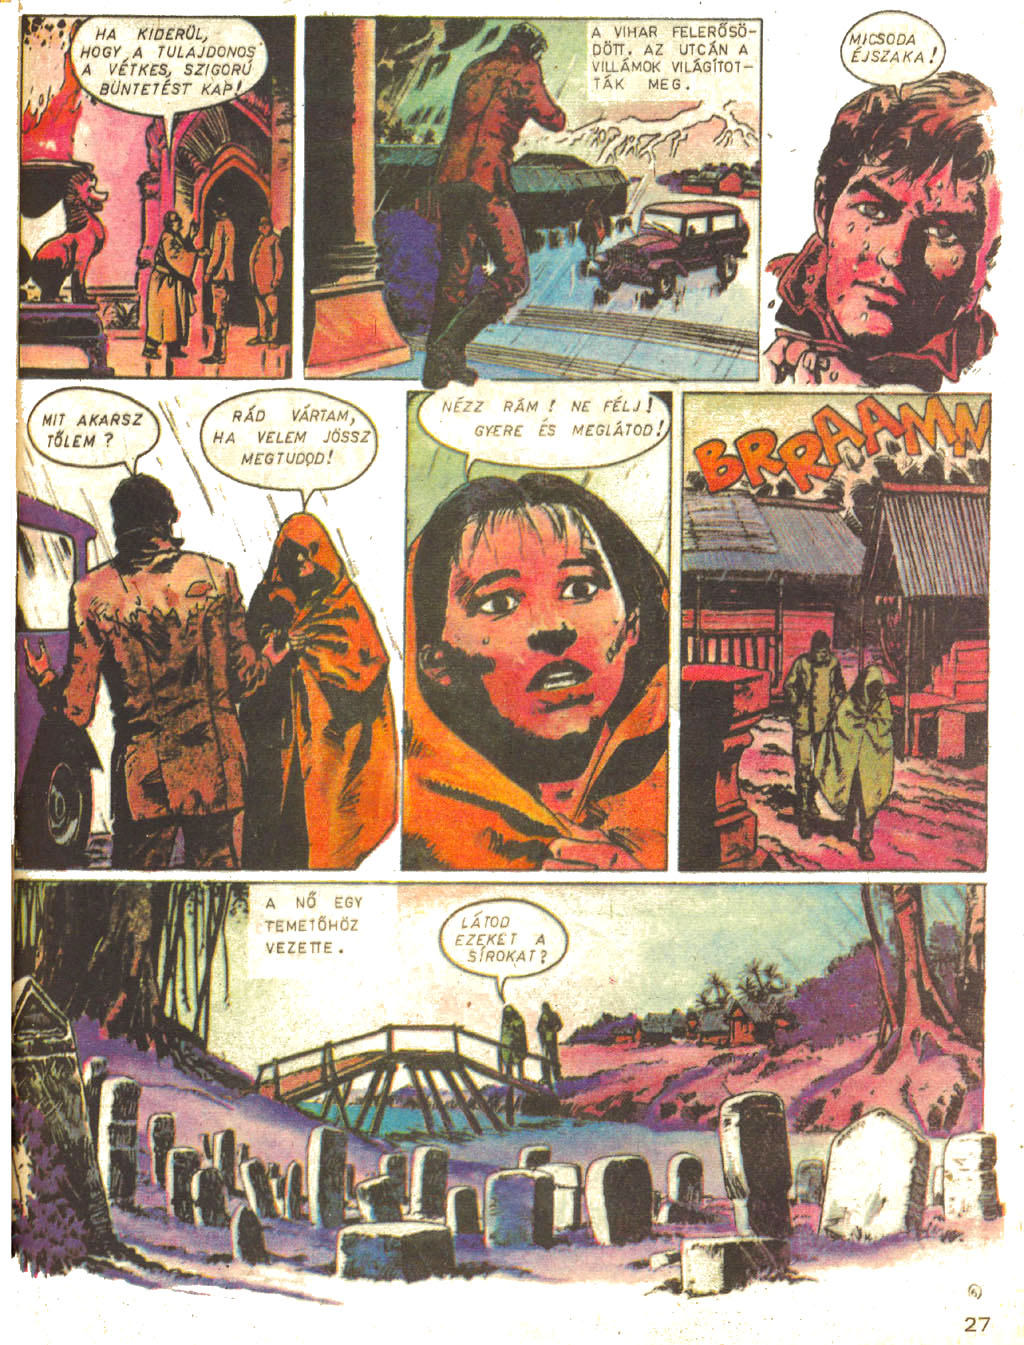 HA KIDERÜL,
HOGY A TULAJDONOS
A VÉTKES, SZIGORÚ
BÜNTETÉST KAP!
A VIHAR FELERŐSÖ-
DÖTT. AZ UTCÁN A
VILLÁMOK VILÁGÍTOT-
TÁK MEG.
MICSODA
ÉJSZAKA!
MIT AKARSZ
TŐLEM?
RÁD VÁRTAM,
HA VELEM JÖSSZ
MEGTUDOD!
NÉZZ RÁM! NE FÉLJ!
GYERE ÉS MEGLÁTOD!
BRRRAAMM
A NŐ EGY
TEMETŐHÖZ
VEZETTE.
LÁTOD
EZEKET A
SÍROKAT?
6
27